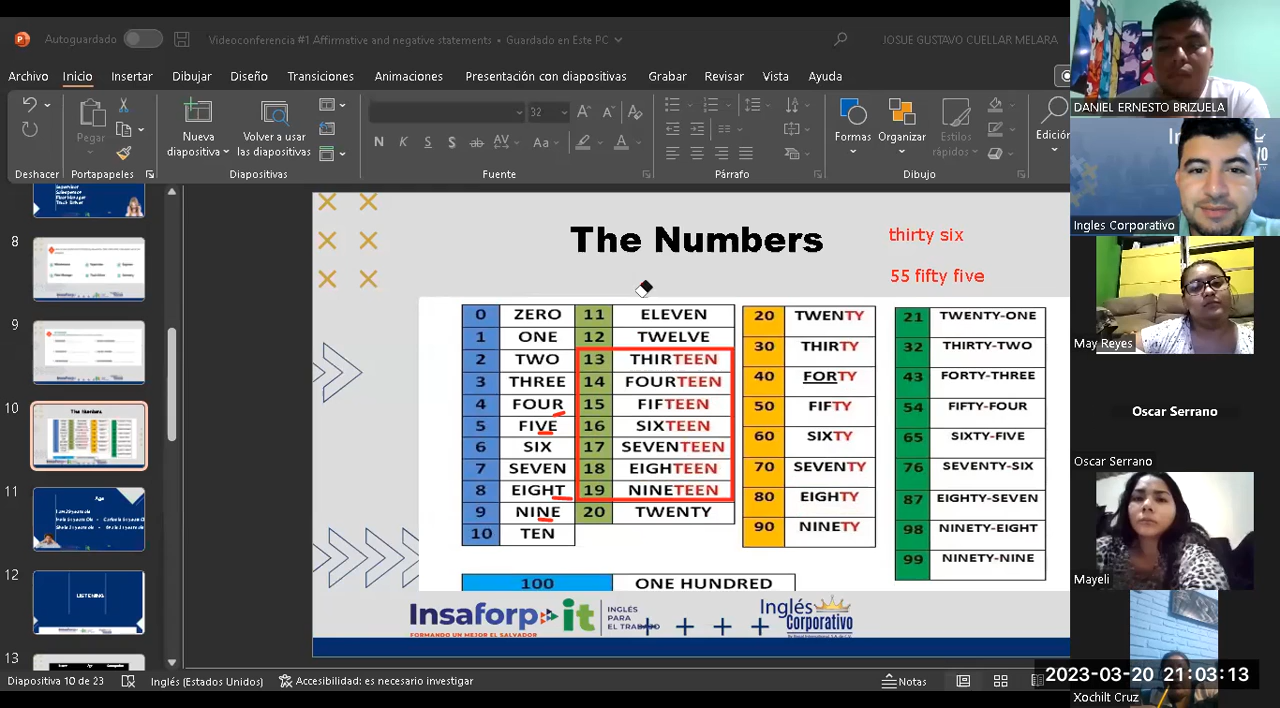 Autoguardado
Videoconferencia #1 Affirmative and negative statements • Guardado en Este PC
JOSUE GUSTAVO CUELLAR MELARA
Archivo Inicio Insertar Dibujar Diseño Transiciones Animaciones Presentación con diapositivas Grabar Revisar Vista Ayuda
32
Pegar
Nueva diapositiva
Volver a usar las diapositivas
N K S S ab AV Aa A
Formas Organizar Estilos rápidos Edición
Deshacer Portapapeles Diapositivas Fuente Párrafo Dibujo
8
9
10
The Numbers
11
Age
12
LISTENING
13
The Numbers
thirty six
55 fifty five
0 ZERO 11 ELEVEN 20 TWENTY 21 TWENTY-ONE
1 ONE 12 TWELVE 30 THIRTY 32 THIRTY-TWO
2 TWO 13 THIRTEEN 40 FORTY 43 FORTY-THREE
3 THREE 14 FOURTEEN 50 FIFTY 54 FIFTY-FOUR
4 FOUR 15 FIFTEEN 60 SIXTY 65 SIXTY-FIVE
5 FIVE 16 SIXTEEN 70 SEVENTY 76 SEVENTY-SIX
6 SIX 17 SEVENTEEN 80 EIGHTY 87 EIGHTY-SEVEN
7 SEVEN 18 EIGHTEEN 90 NINETY 98 NINETY-EIGHT
8 EIGHT 19 NINETEEN 99 NINETY-NINE
9 NINE 20 TWENTY
10 TEN
100 ONE HUNDRED
Insaforp it
FORMANDO UN MEJOR EL SALVADOR
INGLÉS
PARA
EL TRABAJO
Inglés
Corporativo
Diapositiva 10 de 23 Inglés (Estados Unidos) Accesibilidad: es necesario investigar Notas
DANIEL ERNESTO BRIZUELA
Ingles Corporativo
May Reyes
Oscar Serrano
Oscar Serrano
Mayeli
2023-03-20 21:03:13
Xochilt Cruz